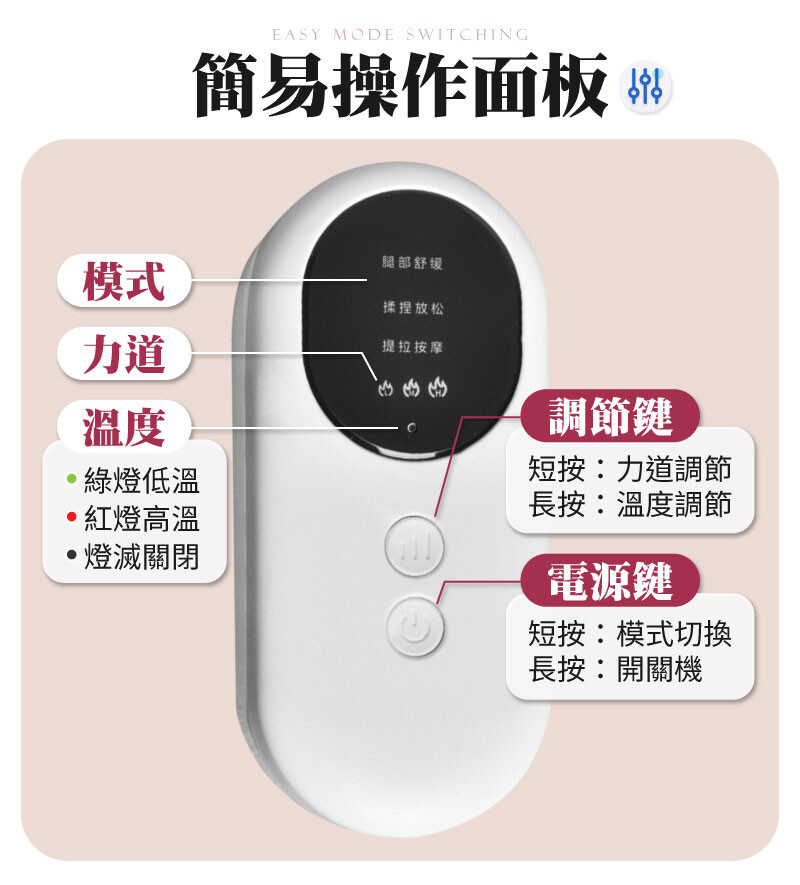 EASY MODE SWITCHING
簡易操作面板
腿部舒缓
揉捏放松
提拉按摩
模式
力道
溫度
綠燈低溫
紅燈高溫
燈滅關閉
調節鍵
短按：力道調節
長按：溫度調節
電源鍵
短按：模式切換
長按：開關機